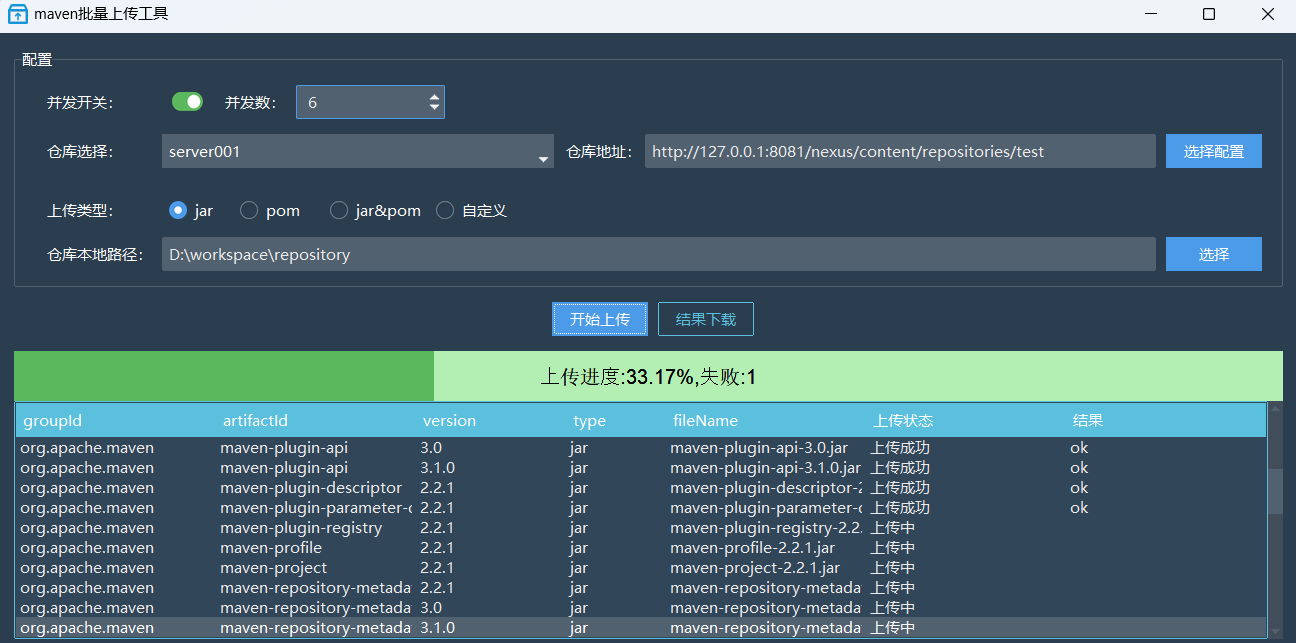 maven批量上传工具
配置
并发开关： 并发数： 6
仓库选择： server001 仓库地址： http://127.0.0.1:8081/nexus/content/repositories/test 选择配置
上传类型： jar pom jar&pom 自定义
仓库本地路径： D:\workspace\repository 选择
开始上传 结果下载
上传进度:33.17%,失败:1
groupId artifactId version type fileName 上传状态 结果
org.apache.maven maven-plugin-api 3.0 jar maven-plugin-api-3.0.jar 上传成功 ok
org.apache.maven maven-plugin-api 3.1.0 jar maven-plugin-api-3.1.0.jar 上传成功 ok
org.apache.maven maven-plugin-descriptor 2.2.1 jar maven-plugin-descriptor-2 上传成功 ok
org.apache.maven maven-plugin-parameter- 2.2.1 jar maven-plugin-parameter- 上传成功 ok
org.apache.maven maven-plugin-registry 2.2.1 jar maven-plugin-registry-2.2. 上传中
org.apache.maven maven-profile 2.2.1 jar maven-profile-2.2.1.jar 上传中
org.apache.maven maven-project 2.2.1 jar maven-project-2.2.1.jar 上传中
org.apache.maven maven-repository-metada 2.2.1 jar maven-repository-metada 上传中
org.apache.maven maven-repository-metada 3.0 jar maven-repository-metada 上传中
org.apache.maven maven-repository-metada 3.1.0 jar maven-repository-metada 上传中